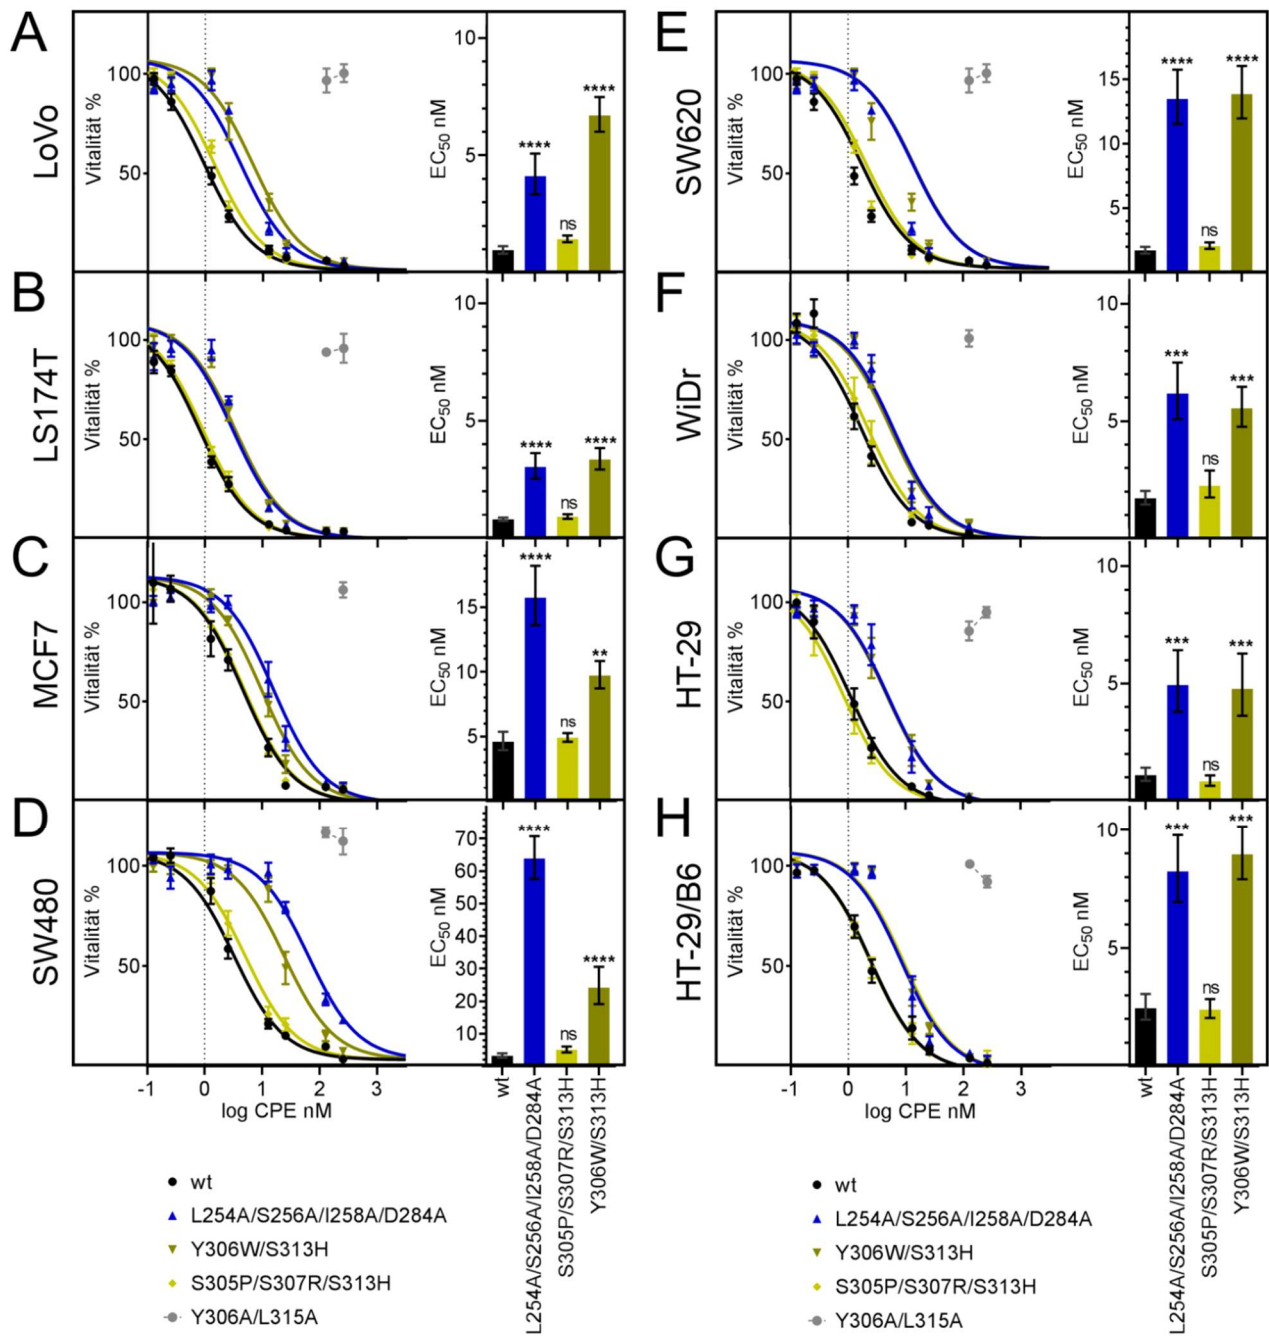 A
LoVo
Vitalität %
100
50
EC50 nM
10
5
****
ns
****
B
LS174T
Vitalität %
100
50
EC50 nM
10
5
****
ns
****
C
MCF7
Vitalität %
100
50
EC50 nM
15
10
5
****
ns
**
D
SW480
Vitalität %
100
50
EC50 nM
70
60
50
40
30
20
10
****
ns
****
-1 0 1 2 3
log CPE nM
wt
L254A/S256A/I258A/D284A
S305P/S307R/S313H
Y306W/S313H
wt
L254A/S256A/I258A/D284A
Y306W/S313H
S305P/S307R/S313H
Y306A/L315A
E
SW620
Vitalität %
100
50
EC50 nM
15
10
5
****
ns
****
F
WiDr
Vitalität %
100
50
EC50 nM
10
5
***
ns
***
G
HT-29
Vitalität %
100
50
EC50 nM
10
5
***
ns
***
H
HT-29/B6
Vitalität %
100
50
EC50 nM
10
5
***
ns
***
-1 0 1 2 3
log CPE nM
wt
L254A/S256A/I258A/D284A
S305P/S307R/S313H
Y306W/S313H
wt
L254A/S256A/I258A/D284A
Y306W/S313H
S305P/S307R/S313H
Y306A/L315A